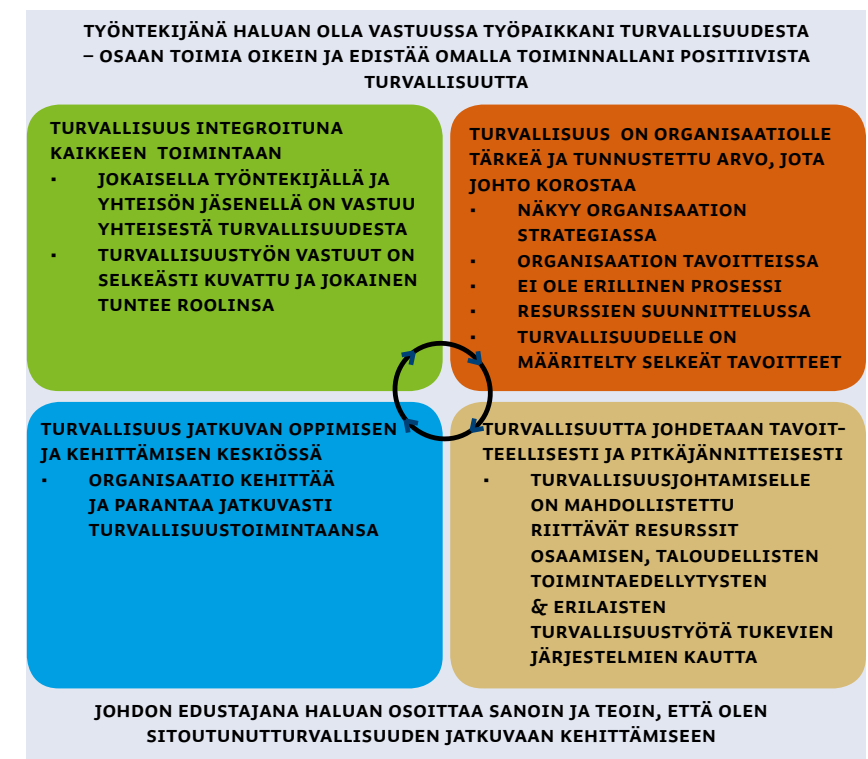 TYÖNTEKIJÄNÄ HALUAN OLLA VASTUUSSA TYÖPAIKKANI TURVALLISUUDESTA
– OSAAN TOIMIA OIKEIN JA EDISTÄÄ OMALLA TOIMINNALLANI POSITIIVISTA
TURVALLISUUTTA
TURVALLISUUS INTEGROITUNA
KAIKKEEN TOIMINTAAN
▪ JOKAISELLA TYÖNTEKIJÄLLÄ JA
YHTEISÖN JÄSENELLÄ ON VASTUU
YHTEISESTÄ TURVALLISUUDESTA
▪ TURVALLISUUSTYÖN VASTUUT ON
SELKEÄSTI KUVATTU JA JOKAINEN
TUNTEE ROOLINSA
TURVALLISUUS ON ORGANISAATIOLLE
TÄRKEÄ JA TUNNUSTETTU ARVO, JOTA
JOHTO KOROSTAA
▪ NÄKYY ORGANISAATION
STRATEGIASSA
▪ ORGANISAATION TAVOITTEISSA
▪ EI OLE ERILLINEN PROSESSI
▪ RESURSSIEN SUUNNITTELUSSA
▪ TURVALLISUUDELLE ON
MÄÄRITELTY SELKEÄT TAVOITTEET
TURVALLISUUS JATKUVAN OPPIMISEN
JA KEHITTÄMISEN KESKIÖSSÄ
▪ ORGANISAATIO KEHITTÄÄ
JA PARANTAA JATKUVASTI
TURVALLISUUSTOIMINTAANSA
TURVALLISUUTTA JOHDETAAN TAVOIT-
TEELLISESTI JA PITKÄJÄNNITTEISESTI
▪ TURVALLISUUSJOHTAMISELLE
ON MAHDOLLISTETTU
RIITTÄVÄT RESURSSIT
OSAAMISEN, TALOUDELLISTEN
TOIMINTAEDELLYTYSTEN
& ERILAISTEN
TURVALLISUUSTYÖTÄ TUKEVIEN
JÄRJESTELMIEN KAUTTA
JOHDON EDUSTAJANA HALUAN OSOITTAA SANOIN JA TEOIN, ETTÄ OLEN
SITOUTUNUTTURVALLISUUDEN JATKUVAAN KEHITTÄMISEEN